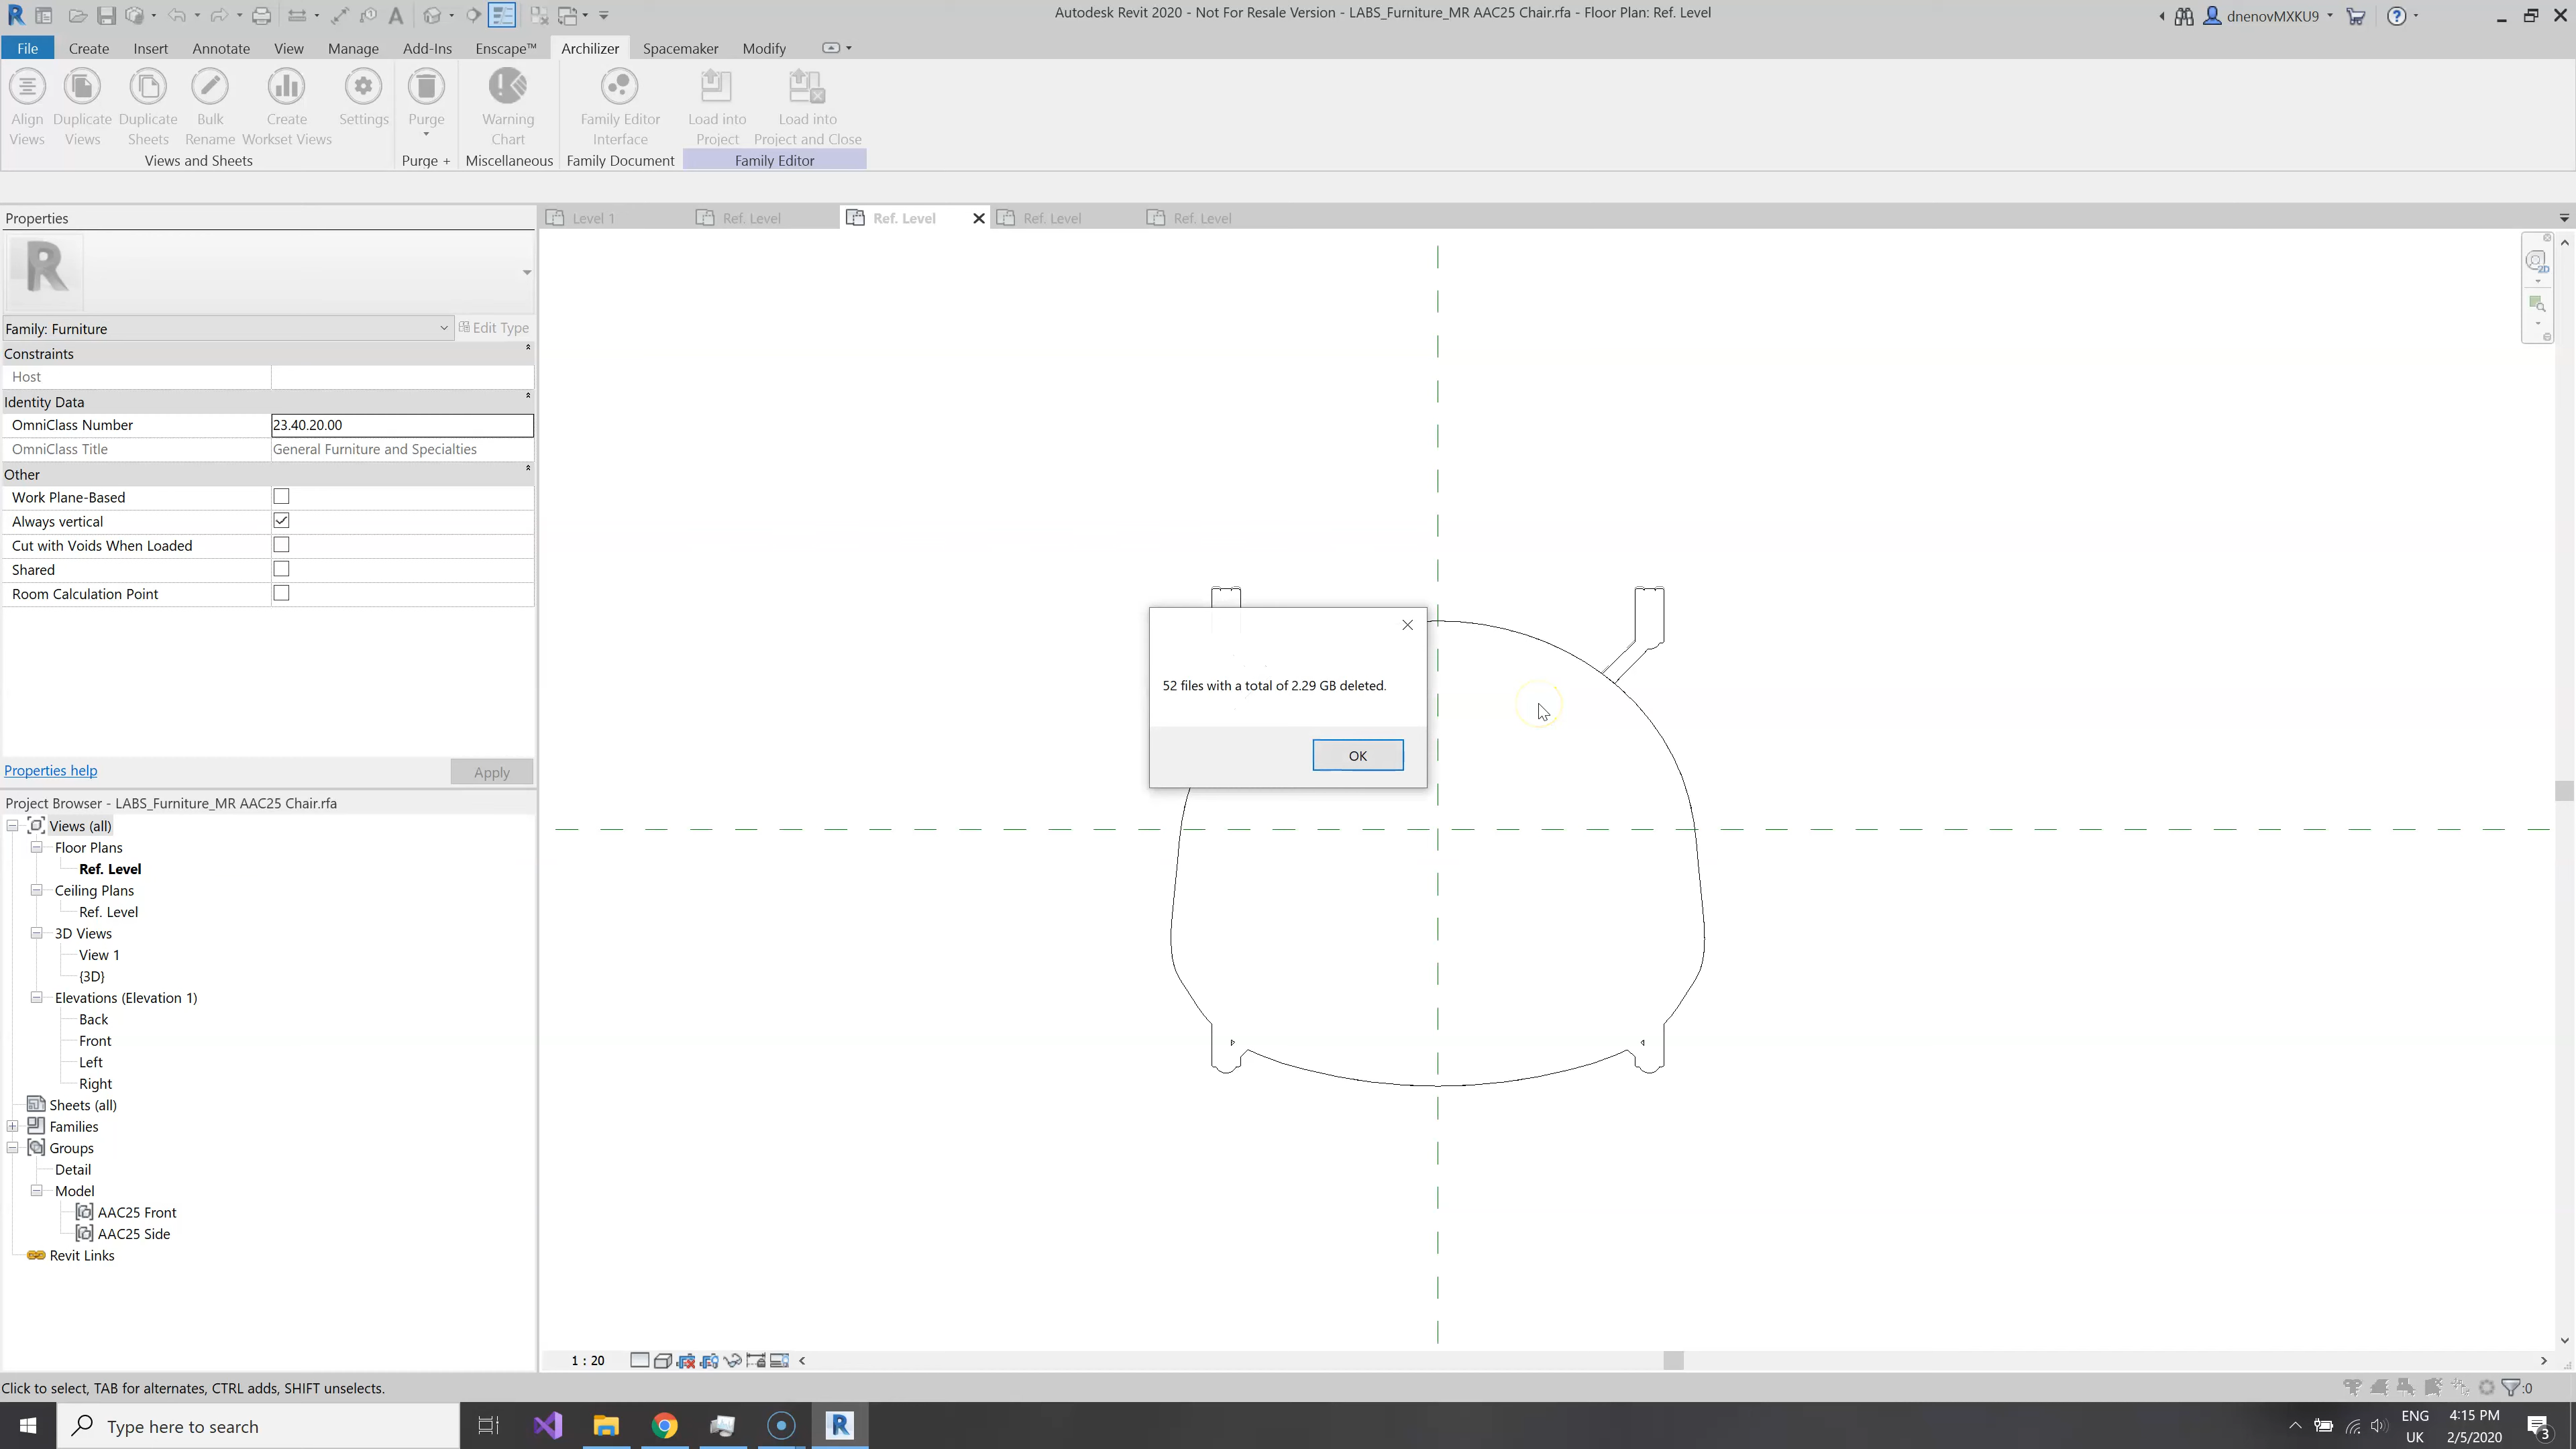 Autodesk Revit 2020 - Not For Resale Version - LABS_Furniture_MR AAC25 Chair.rfa - Floor Plan: Ref. Level
dnenovMXKU9
File Create Insert Annotate View Manage Add-Ins Enscape™ Archilizer Spacemaker Modify
Align Views
Duplicate Views
Duplicate Sheets
Bulk Rename
Create Workset Views
Settings
Purge
Warning Chart
Family Editor Interface
Load into Project
Load into Project and Close
Views and Sheets
Purge +
Miscellaneous
Family Document
Family Editor
Properties
Level 1
Ref. Level
Ref. Level
Ref. Level
Ref. Level
2D
Family: Furniture
Edit Type
Constraints
Host
Identity Data
OmniClass Number 23.40.20.00
OmniClass Title General Furniture and Specialties
Other
Work Plane-Based
Always vertical
Cut with Voids When Loaded
Shared
Room Calculation Point
52 files with a total of 2.29 GB deleted.
OK
Properties help
Apply
Project Browser - LABS_Furniture_MR AAC25 Chair.rfa
Views (all)
Floor Plans
Ref. Level
Ceiling Plans
Ref. Level
3D Views
View 1
{3D}
Elevations (Elevation 1)
Back
Front
Left
Right
Sheets (all)
Families
Groups
Detail
Model
AAC25 Front
AAC25 Side
Revit Links
1 : 20
Click to select, TAB for alternates, CTRL adds, SHIFT unselects.
:0
Type here to search
ENG
UK
4:15 PM
2/5/2020
3